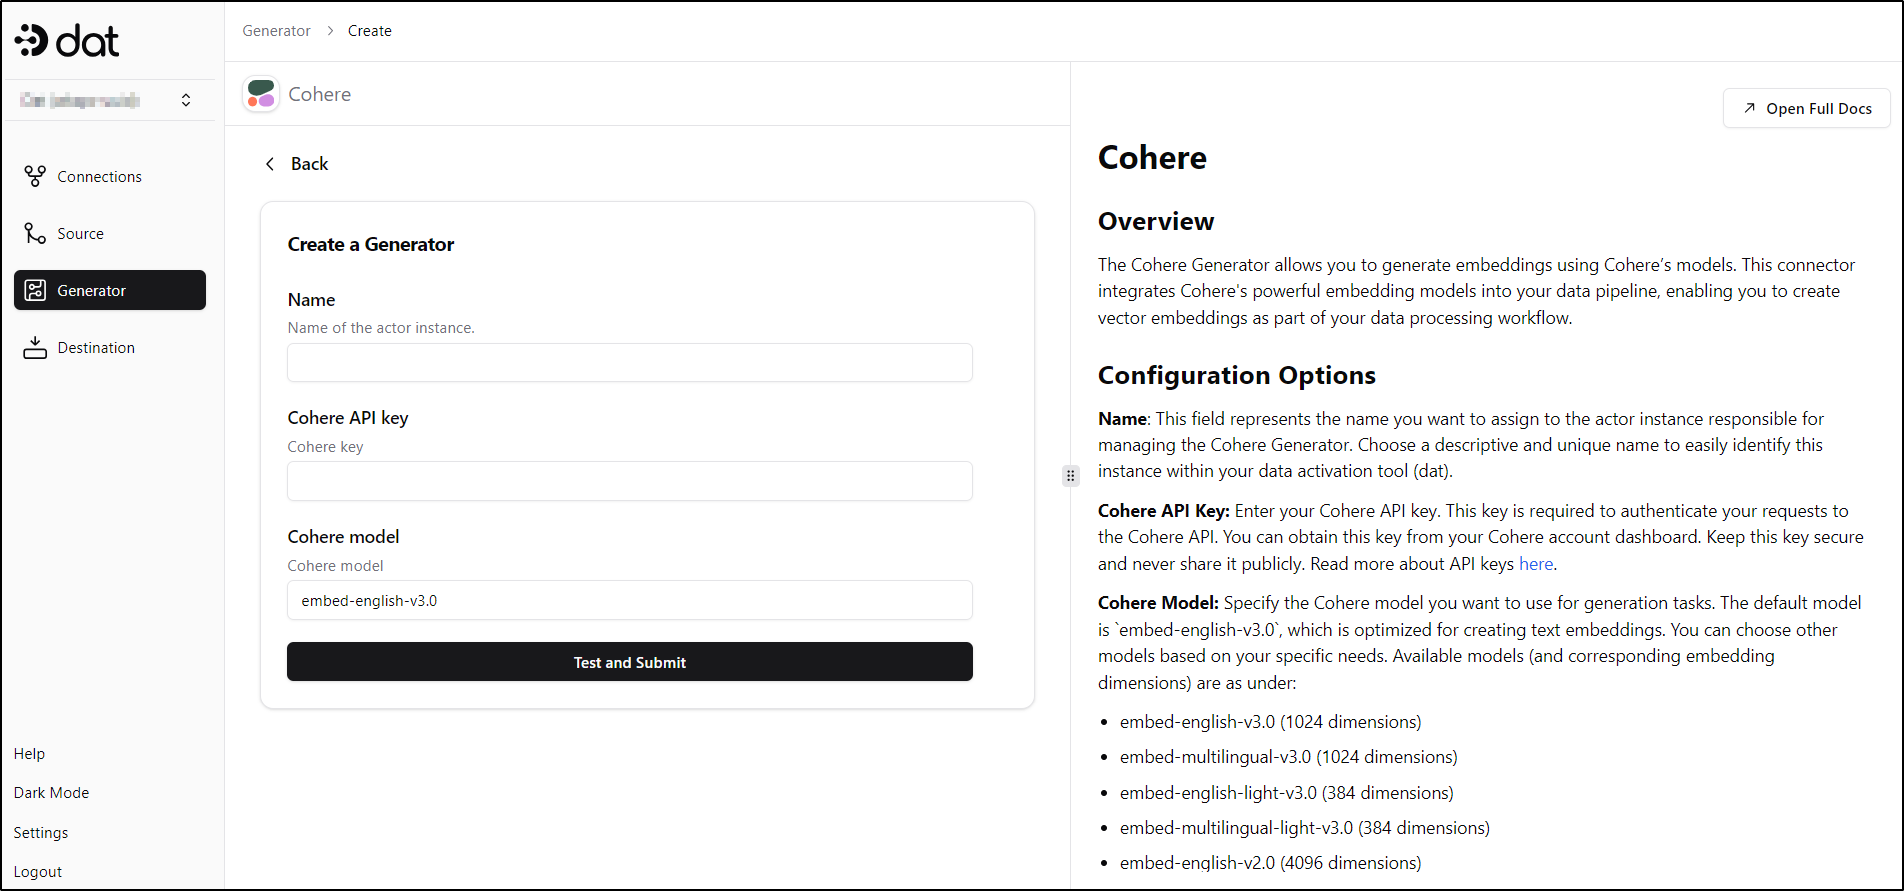 dat
Connections
Source
Generator
Destination
Help
Dark Mode
Settings
Logout
Generator > Create
Cohere
Back
Create a Generator
Name
Name of the actor instance.
Cohere API key
Cohere key
Cohere model
Cohere model
embed-english-v3.0
Test and Submit
Open Full Docs
Cohere
Overview
The Cohere Generator allows you to generate embeddings using Cohere’s models. This connector
integrates Cohere's powerful embedding models into your data pipeline, enabling you to create
vector embeddings as part of your data processing workflow.
Configuration Options
Name: This field represents the name you want to assign to the actor instance responsible for
managing the Cohere Generator. Choose a descriptive and unique name to easily identify this
instance within your data activation tool (dat).
Cohere API Key: Enter your Cohere API key. This key is required to authenticate your requests to
the Cohere API. You can obtain this key from your Cohere account dashboard. Keep this key secure
and never share it publicly. Read more about API keys here.
Cohere Model: Specify the Cohere model you want to use for generation tasks. The default model
is `embed-english-v3.0`, which is optimized for creating text embeddings. You can choose other
models based on your specific needs. Available models (and corresponding embedding
dimensions) are as under:
• embed-english-v3.0 (1024 dimensions)
• embed-multilingual-v3.0 (1024 dimensions)
• embed-english-light-v3.0 (384 dimensions)
• embed-multilingual-light-v3.0 (384 dimensions)
• embed-english-v2.0 (4096 dimensions)